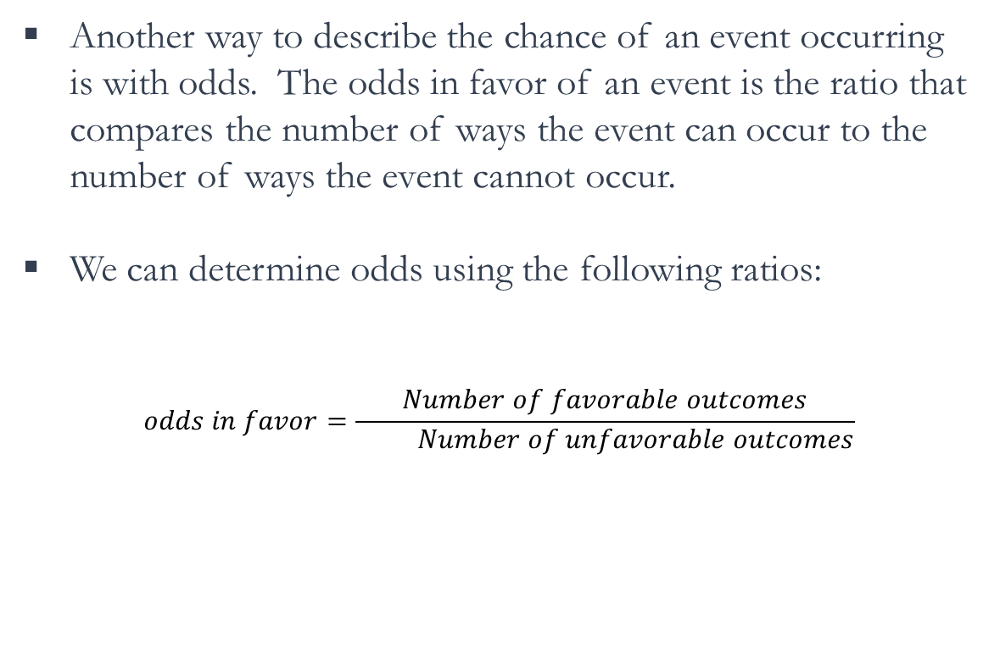 ▪ Another way to describe the chance of an event occurring
is with odds. The odds in favor of an event is the ratio that
compares the number of ways the event can occur to the
number of ways the event cannot occur.
▪ We can determine odds using the following ratios:
odds in favor = Number of favorable outcomes
Number of unfavorable outcomes